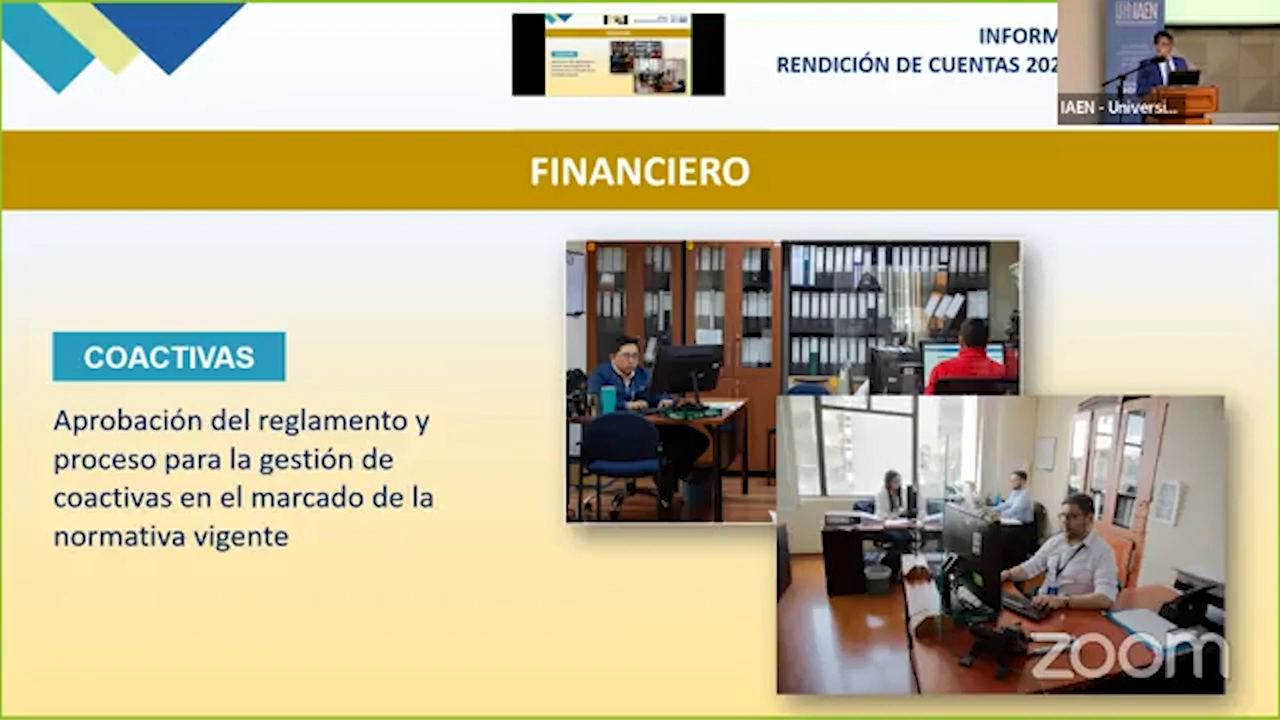 INFORM
RENDICIÓN DE CUENTAS 202
IAEN
IAEN - Universi...
FINANCIERO
COACTIVAS
Aprobación del reglamento y
proceso para la gestión de
coactivas en el marcado de la
normativa vigente
zoom